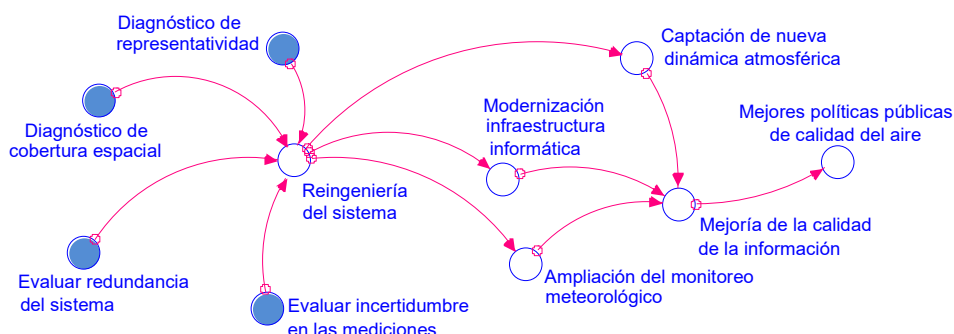 Diagnóstico de
representatividad
Captación de nueva
dinámica atmosférica
Modernización
infraestructura
informática
Mejores políticas públicas
de calidad del aire
Diagnóstico de
cobertura espacial
Reingeniería
del sistema
Mejoría de la calidad
de la información
Evaluar redundancia
del sistema
Ampliación del monitoreo
meteorológico
Evaluar incertidumbre
en las mediciones